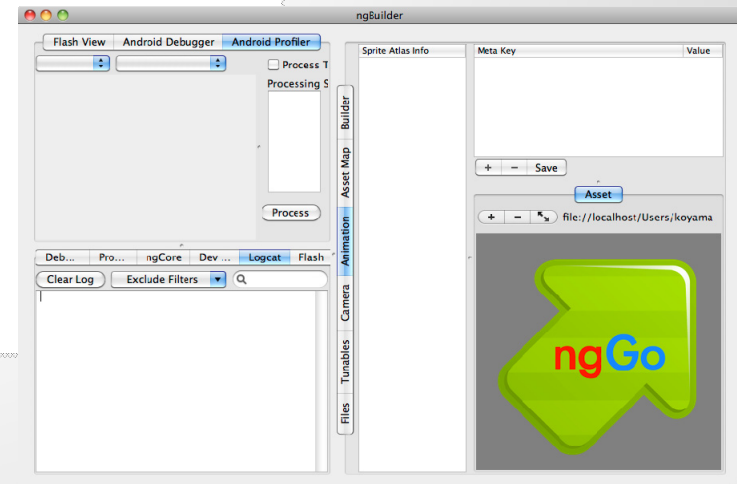 ngBuilder
Flash View Android Debugger Android Profiler
Process T
Processing S
Process
Deb... Pro... ngCore Dev ... Logcat Flash
Clear Log Exclude Filters
Builder
Asset Map
Animation
Camera
Tunables
Files
Sprite Atlas Info
Meta Key Value
+ - Save
Asset
+ - file://localhost/Users/koyama
ngGo